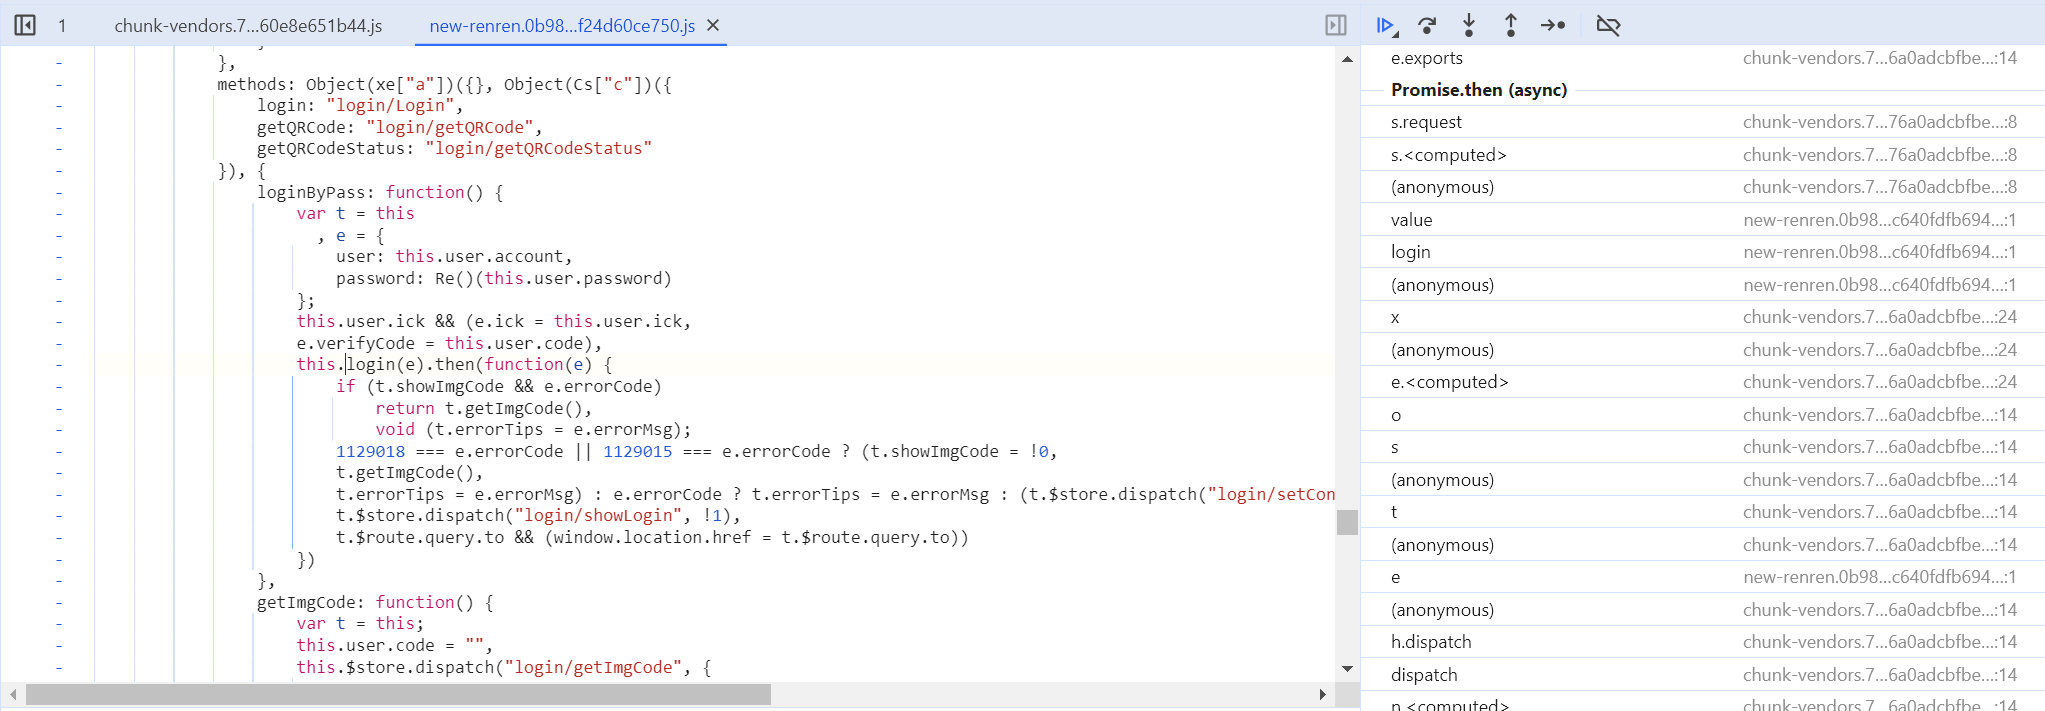 1 chunk-vendors.7...60e8e651b44.js new-renren.0b98...f24d60ce750.js
},
methods: Object(xe["a"])({}, Object(Cs["c"])({
login: "login/Login",
getQRCode: "login/getQRCode",
getQRCodeStatus: "login/getQRCodeStatus"
}), {
loginByPass: function() {
var t = this
, e = {
user: this.user.account,
password: Re()(this.user.password)
};
this.user.ick && (e.ick = this.user.ick,
e.verifyCode = this.user.code),
this.login(e).then(function(e) {
if (t.showImgCode && e.errorCode)
return t.getImgCode(),
void (t.errorTips = e.errorMsg);
1129018 === e.errorCode || 1129015 === e.errorCode ? (t.showImgCode = !0,
t.getImgCode(),
t.errorTips = e.errorMsg) : e.errorCode ? t.errorTips = e.errorMsg : (t.$store.dispatch("login/setCon
t.$store.dispatch("login/showLogin", !1),
t.$route.query.to && (window.location.href = t.$route.query.to))
})
},
getImgCode: function() {
var t = this;
this.user.code = "",
this.$store.dispatch("login/getImgCode", {
e.exports chunk-vendors.7...6a0adcbfbe...:14
Promise.then (async)
s.request chunk-vendors.7...76a0adcbfbe...:8
s.<computed> chunk-vendors.7...76a0adcbfbe...:8
(anonymous) chunk-vendors.7...76a0adcbfbe...:8
value new-renren.0b98...c640fdfb694...:1
login new-renren.0b98...c640fdfb694...:1
(anonymous) new-renren.0b98...c640fdfb694...:1
x chunk-vendors.7...6a0adcbfbe...:24
(anonymous) chunk-vendors.7...6a0adcbfbe...:24
e.<computed> chunk-vendors.7...6a0adcbfbe...:24
o chunk-vendors.7...6a0adcbfbe...:14
s chunk-vendors.7...6a0adcbfbe...:14
(anonymous) chunk-vendors.7...6a0adcbfbe...:14
t chunk-vendors.7...6a0adcbfbe...:14
(anonymous) chunk-vendors.7...6a0adcbfbe...:14
e new-renren.0b98...c640fdfb694...:1
(anonymous) chunk-vendors.7...6a0adcbfbe...:14
h.dispatch chunk-vendors.7...6a0adcbfbe...:14
dispatch chunk-vendors.7...6a0adcbfbe...:14
n.<computed> chunk-vendors.7...6a0adcbfbe...:14